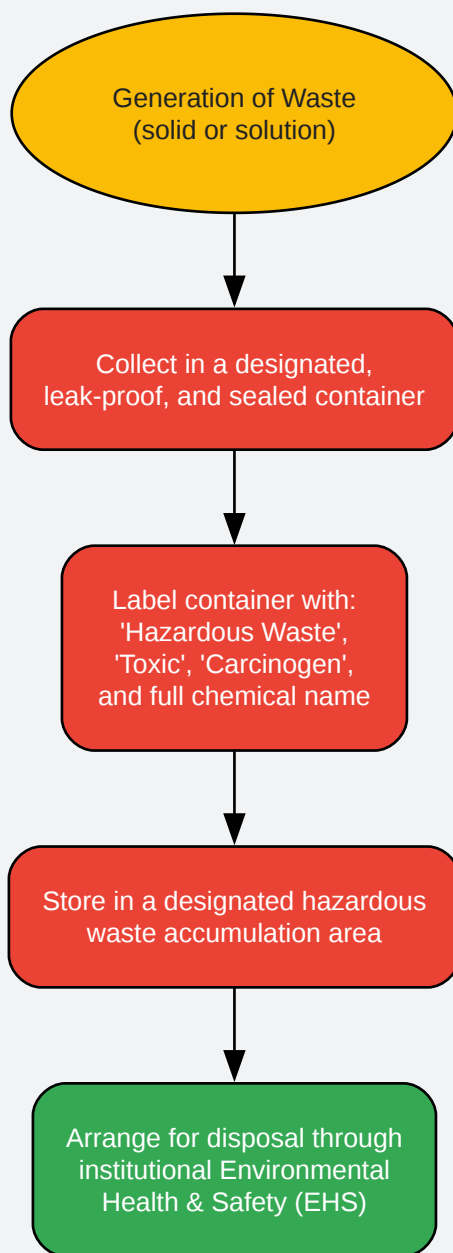 Generation of Waste
(solid or solution)
Collect in a designated,
leak-proof, and sealed container
Label container with:
'Hazardous Waste',
'Toxic', 'Carcinogen',
and full chemical name
Store in a designated hazardous
waste accumulation area
Arrange for disposal through
institutional Environmental
Health & Safety (EHS)